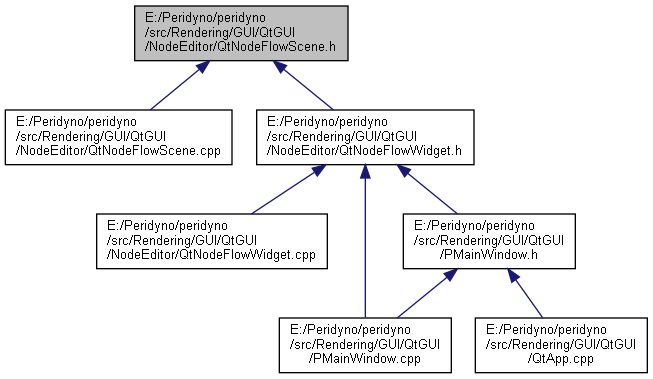 E:/Peridyno/peridyno
/src/Rendering/GUI/QtGUI
/NodeEditor/QtNodeFlowScene.h
E:/Peridyno/peridyno
/src/Rendering/GUI/QtGUI
/NodeEditor/QtNodeFlowScene.cpp
E:/Peridyno/peridyno
/src/Rendering/GUI/QtGUI
/NodeEditor/QtNodeFlowWidget.h
E:/Peridyno/peridyno
/src/Rendering/GUI/QtGUI
/NodeEditor/QtNodeFlowWidget.cpp
E:/Peridyno/peridyno
/src/Rendering/GUI/QtGUI
/PMainWindow.h
E:/Peridyno/peridyno
/src/Rendering/GUI/QtGUI
/PMainWindow.cpp
E:/Peridyno/peridyno
/src/Rendering/GUI/QtGUI
/QtApp.cpp